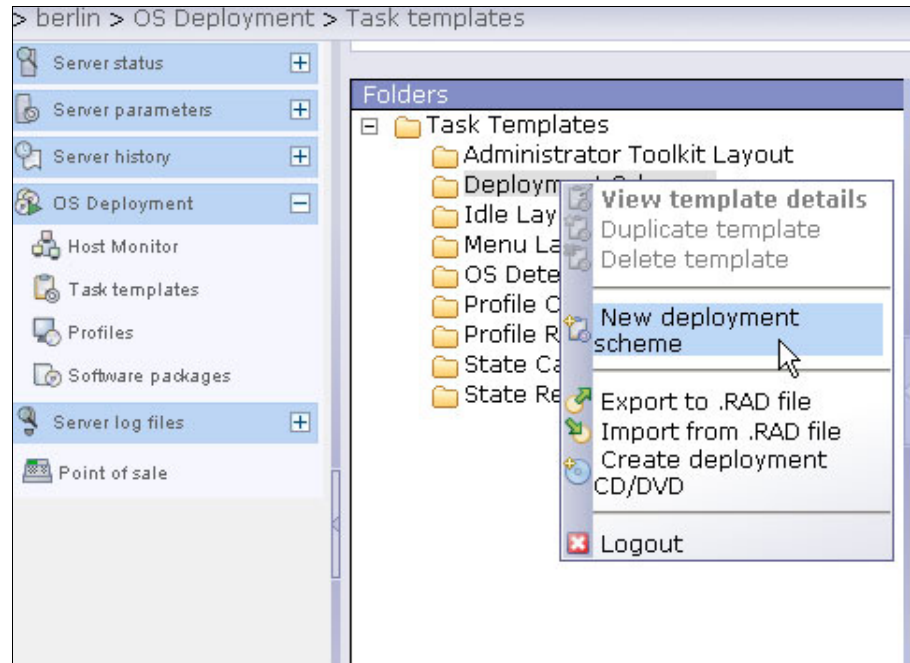 > berlin > OS Deployment > Task templates
Server status
Server parameters
Server history
OS Deployment
Host Monitor
Task templates
Profiles
Software packages
Server log files
Point of sale
Folders
Task Templates
Administrator Toolkit Layout
Deploym
Idle Lay
Menu La
OS Dete
Profile C
Profile R
State Ca
State Re
View template details
Duplicate template
Delete template
New deployment
scheme
Export to .RAD file
Import from .RAD file
Create deployment
CD/DVD
Logout